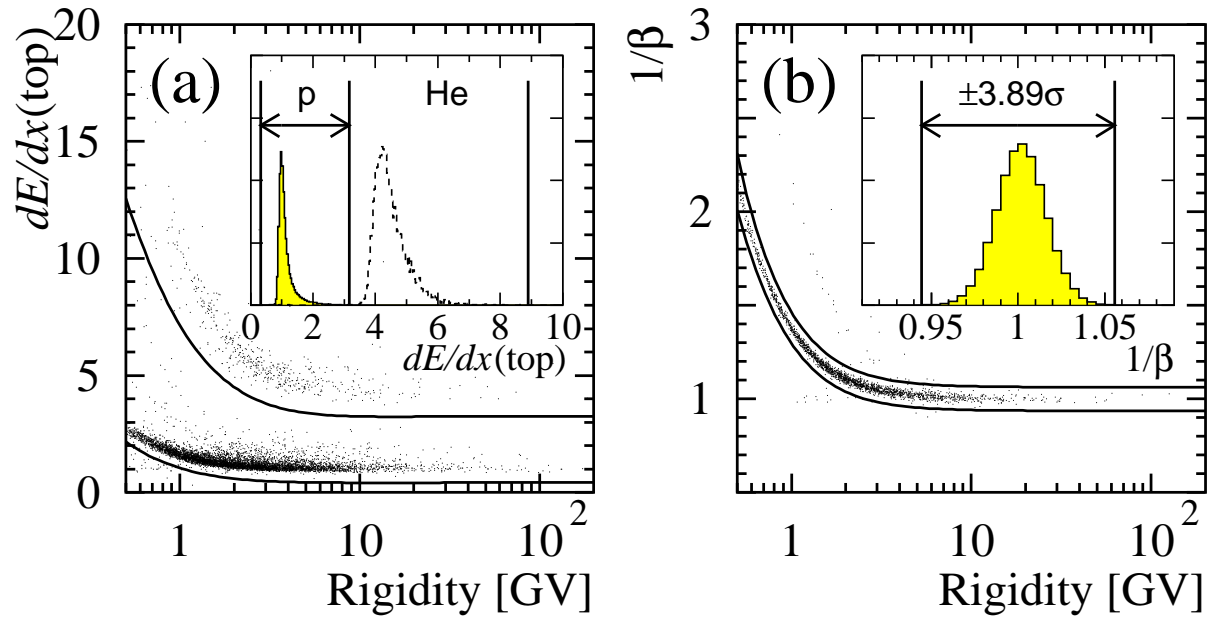 20
15
10
5
0
dE/dx(top)
(a)
p
He
0 2 4 6 8 10
dE/dx(top)
1 10 10²
Rigidity [GV]
3
2
1
1/β
(b)
±3.89σ
0.95 1 1.05
1/β
1 10 10²
Rigidity [GV]